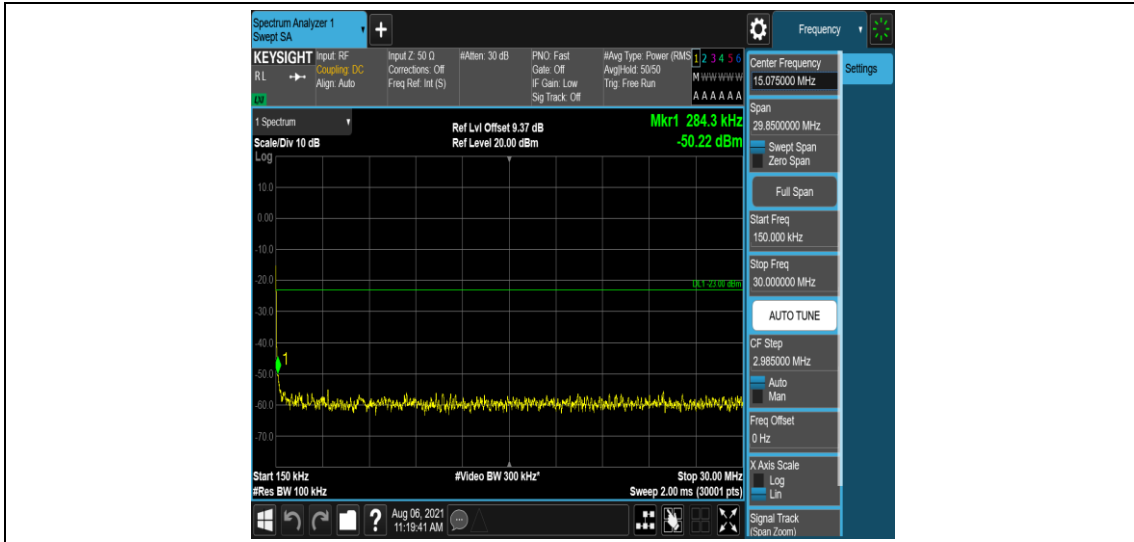 Spectrum Analyzer 1
Swept SA
Frequency
KEYSIGHT
RL
Input: RF
Coupling: DC
Align: Auto
Input Z: 50 Ω
Corrections: Off
Freq Ref: Int (S)
#Atten: 30 dB
PNO: Fast
Gate: Off
IF Gain: Low
Sig Track: Off
#Avg Type: Power (RMS
Avg|Hold: 50/50
Trig: Free Run
1 2 3 4 5 6
M W W W W W
A A A A A A
Center Frequency
15.075000 MHz
Settings
1 Spectrum
Scale/Div 10 dB
Log
Ref Lvl Offset 9.37 dB
Ref Level 20.00 dBm
Mkr1 284.3 kHz
-50.22 dBm
Span
29.8500000 MHz
Swept Span
Zero Span
Full Span
Start Freq
150.000 kHz
Stop Freq
30.000000 MHz
AUTO TUNE
CF Step
2.985000 MHz
Auto
Man
Freq Offset
0 Hz
X Axis Scale
Log
Lin
Signal Track
(Span Zoom)
10.0
0.00
-10.0
-20.0
DL1 -23.00 dBm
-30.0
-40.0
1
-50.0
-60.0
-70.0
Start 150 kHz
#Video BW 300 kHz*
Stop 30.00 MHz
#Res BW 100 kHz
Sweep 2.00 ms (30001 pts)
Aug 06, 2021
11:19:41 AM